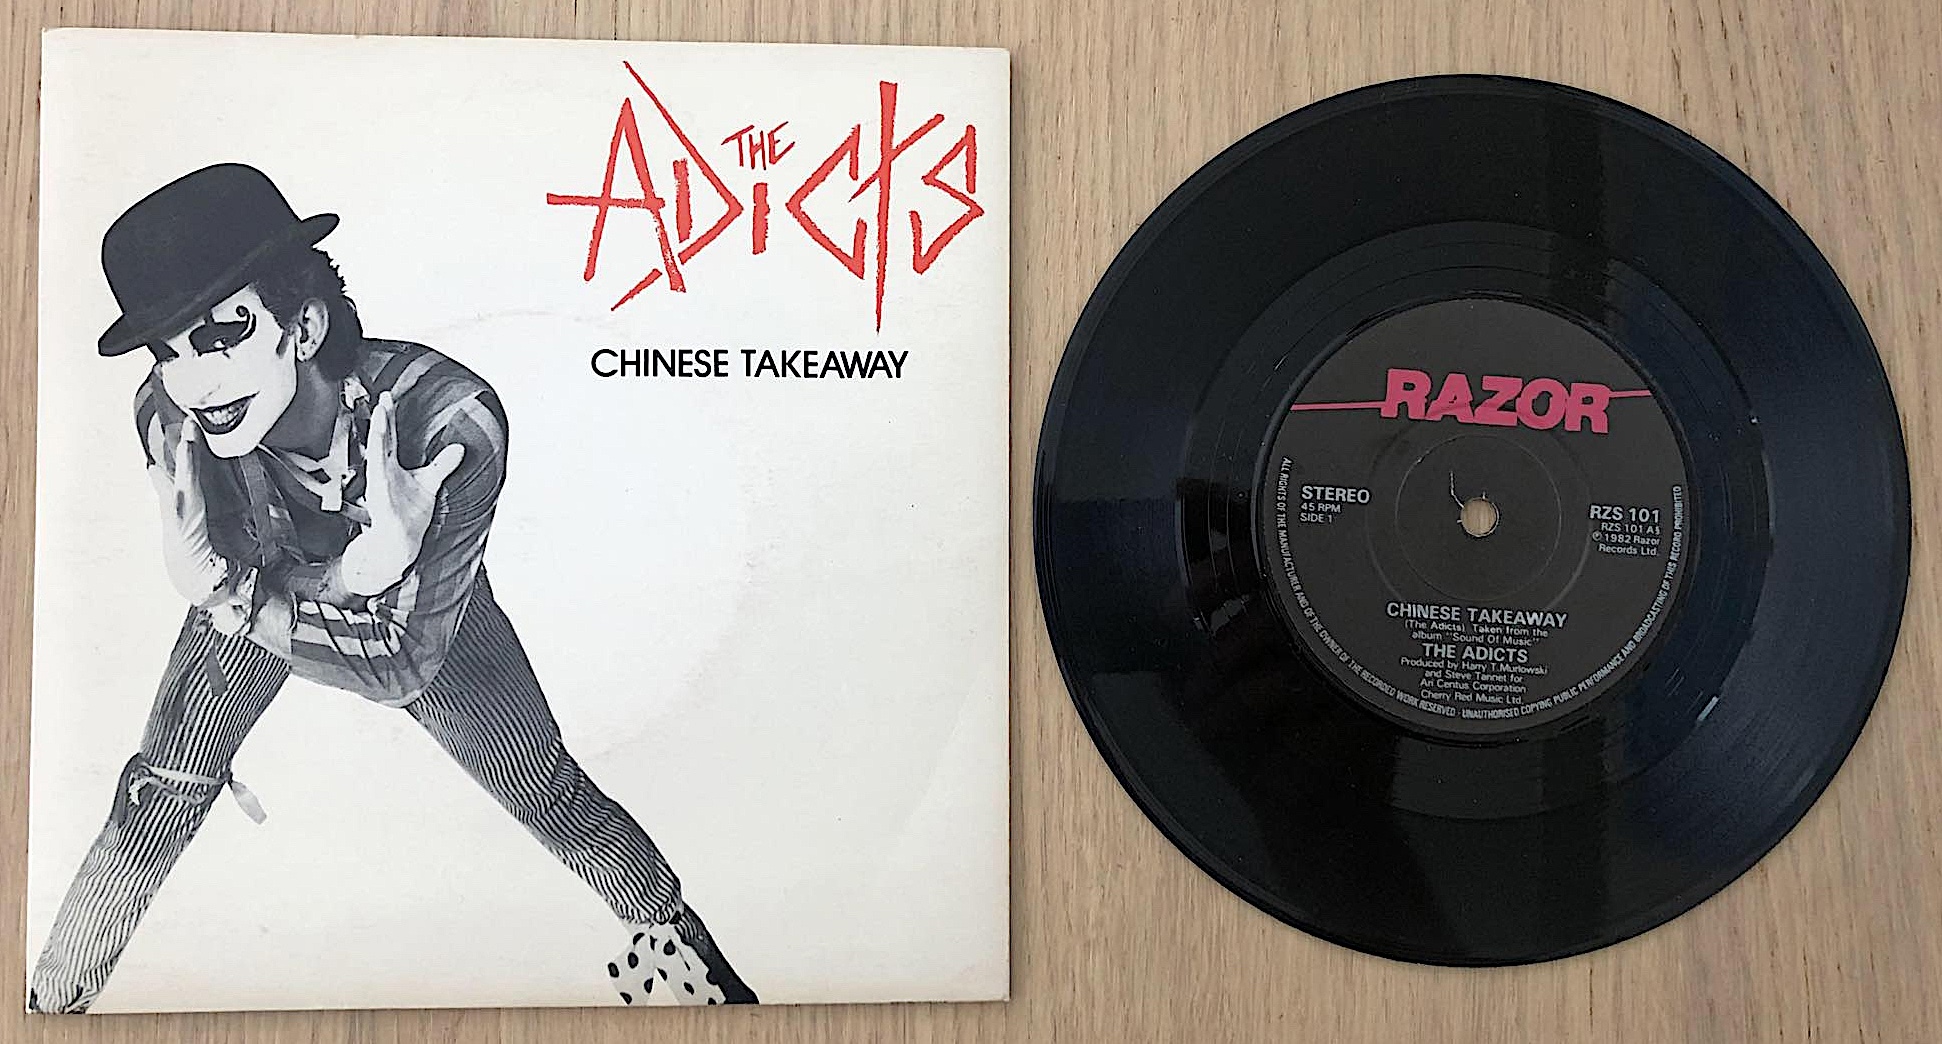 THE
ADICTS
CHINESE TAKEAWAY
RAZOR
STEREO
45 RPM
SIDE 1
RZS 101
RZS 101 A
℗ 1982 Razor
Records Ltd.
CHINESE TAKEAWAY
(The Adicts) Taken from the
album "Sound Of Music"
THE ADICTS
Produced by Harry T. Murlowski
and Steve Tannet for
Ari Centus Corporation
Cherry Red Music Ltd.
ALL RIGHTS OF THE MANUFACTURER AND OF THE OWNER OF THE RECORDED WORK RESERVED · UNAUTHORISED COPYING PUBLIC PERFORMANCE AND BROADCASTING OF THIS RECORD PROHIBITED